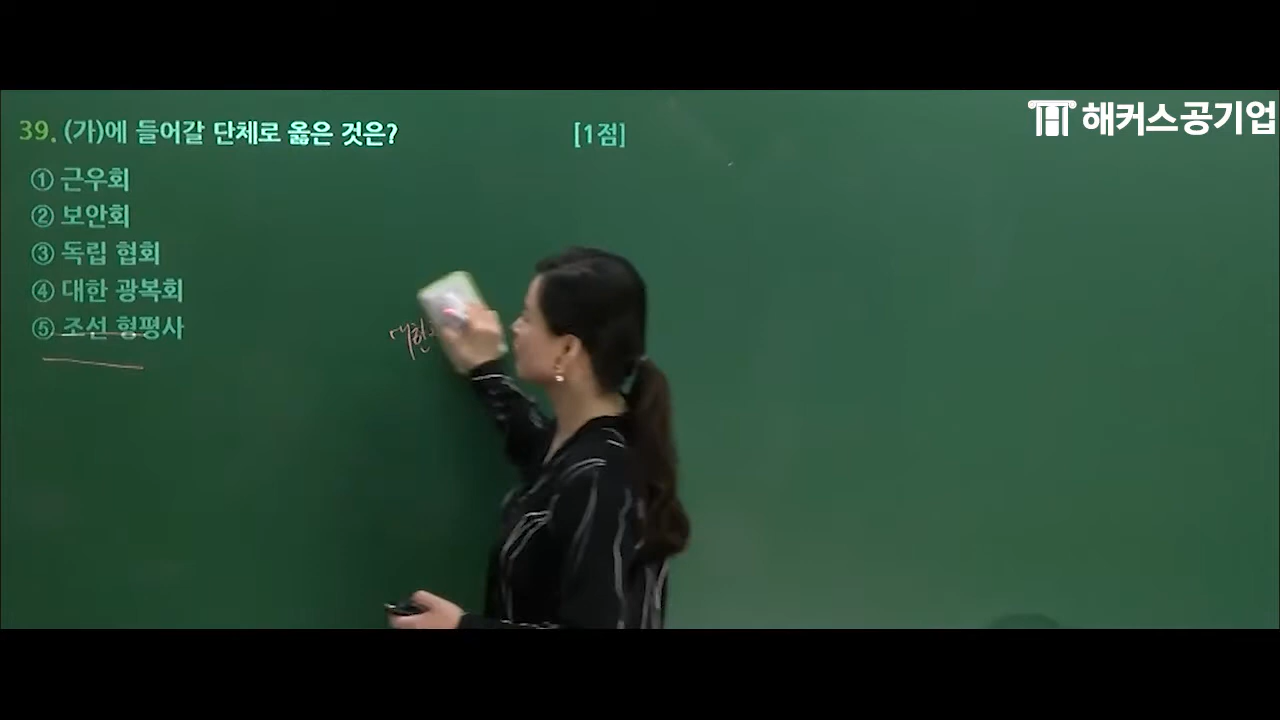 해커스공기업
39. (가)에 들어갈 단체로 옳은 것은? [1점]
① 근우회
② 보안회
③ 독립 협회
④ 대한 광복회
⑤ 조선 형평사